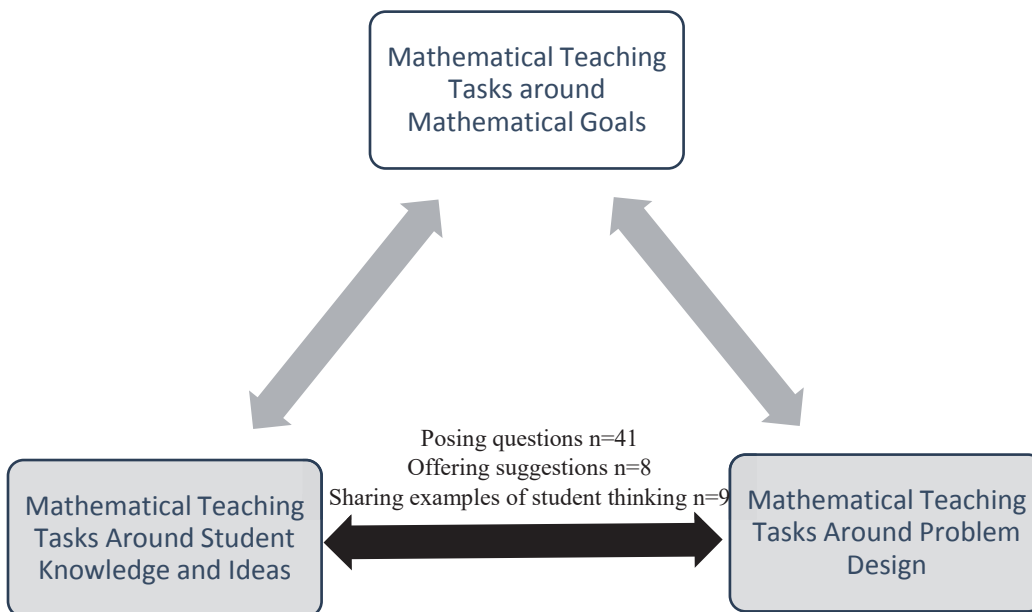 Mathematical Teaching
Tasks around
Mathematical Goals
Posing questions n=41
Offering suggestions n=8
Sharing examples of student thinking n=9
Mathematical Teaching
Tasks Around Student
Knowledge and Ideas
Mathematical Teaching
Tasks Around Problem
Design